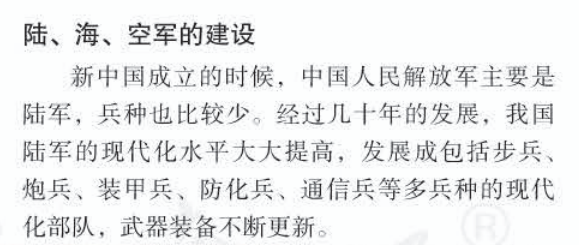 陆、海、空军的建设
新中国成立的时候，中国人民解放军主要是
陆军，兵种也比较少。经过几十年的发展，我国
陆军的现代化水平大大提高，发展成包括步兵、
炮兵、装甲兵、防化兵、通信兵等多兵种的现代
化部队，武器装备不断更新。
®